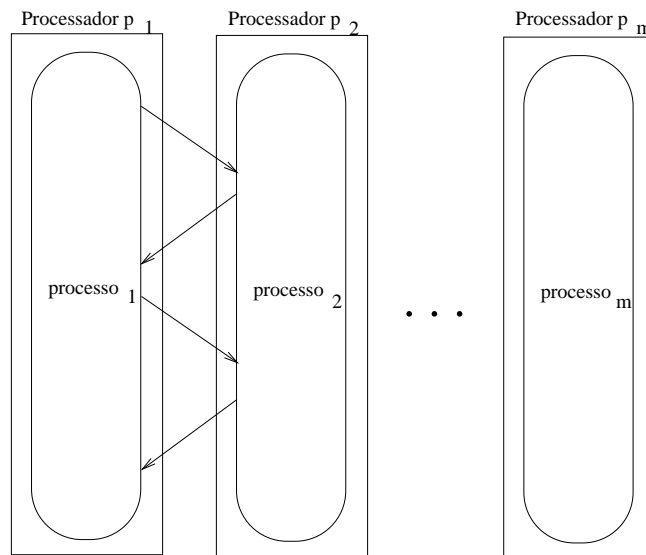 Processador p 1
Processador p 2
Processador p m
processo 1
processo 2
processo m